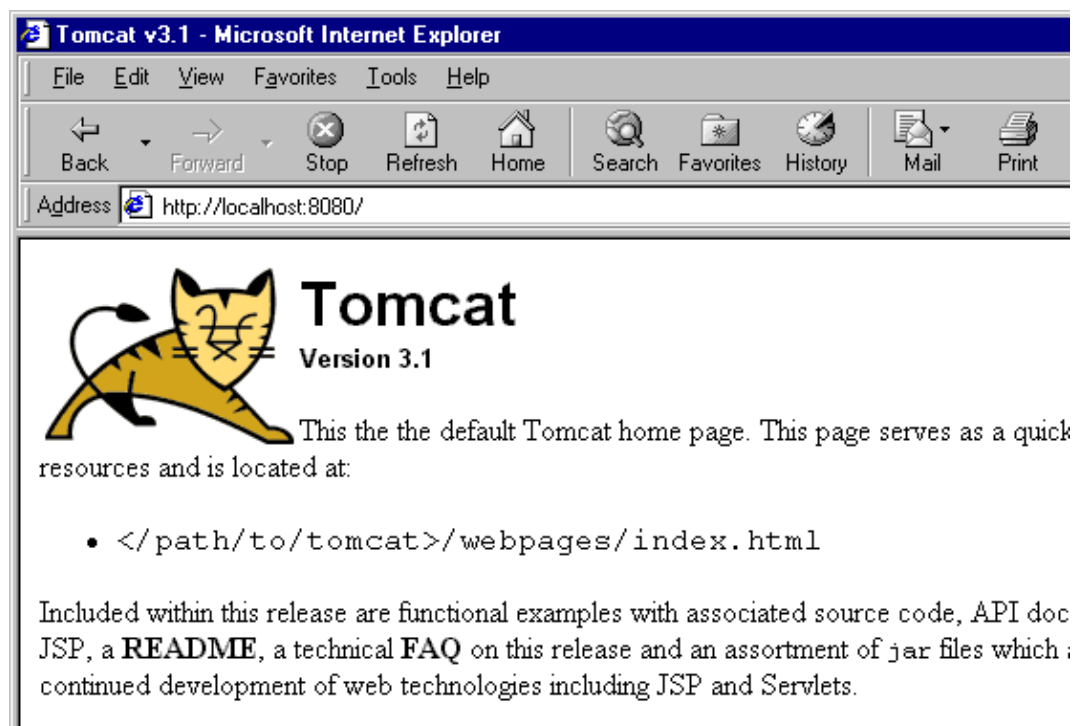 Tomcat v3.1 - Microsoft Internet Explorer
File Edit View Favorites Tools Help
Back Forward Stop Refresh Home Search Favorites History Mail Print
Address http://localhost:8080/
Tomcat
Version 3.1
This the the default Tomcat home page. This page serves as a quick
resources and is located at:
• </path/to/tomcat>/webpages/index.html
Included within this release are functional examples with associated source code, API doc
JSP, a README, a technical FAQ on this release and an assortment of jar files which a
continued development of web technologies including JSP and Servlets.